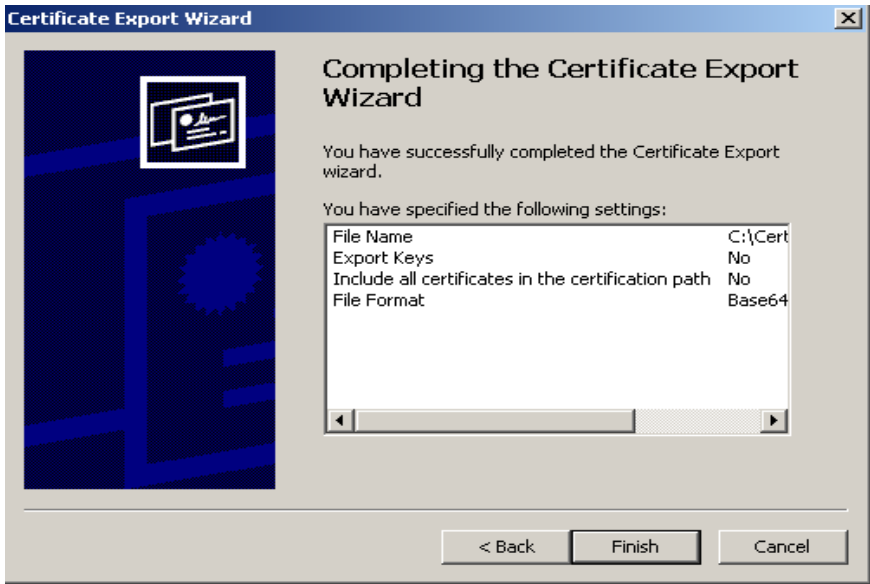 Certificate Export Wizard
Completing the Certificate Export
Wizard
You have successfully completed the Certificate Export
wizard.
You have specified the following settings:
File Name C:\Cert
Export Keys No
Include all certificates in the certification path No
File Format Base64
< Back Finish Cancel